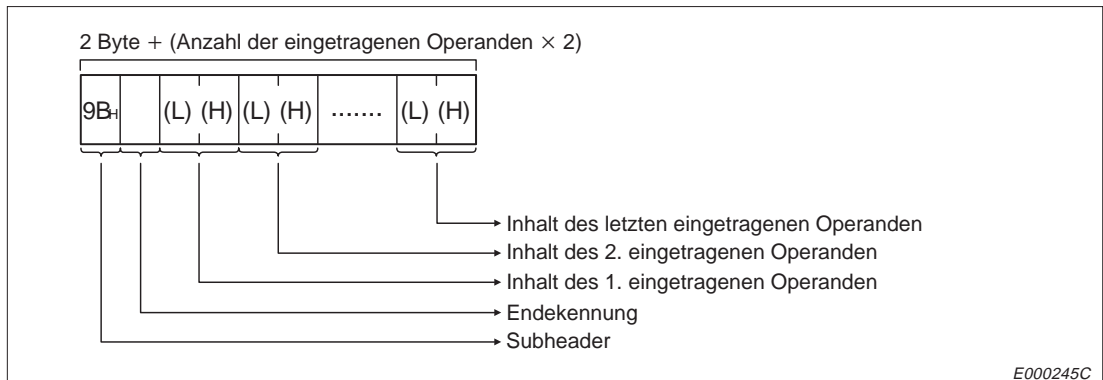 2 Byte + (Anzahl der eingetragenen Operanden × 2)
9BH (L) (H) (L) (H) ....... (L) (H)
Inhalt des letzten eingetragenen Operanden
Inhalt des 2. eingetragenen Operanden
Inhalt des 1. eingetragenen Operanden
Endekennung
Subheader
E000245C